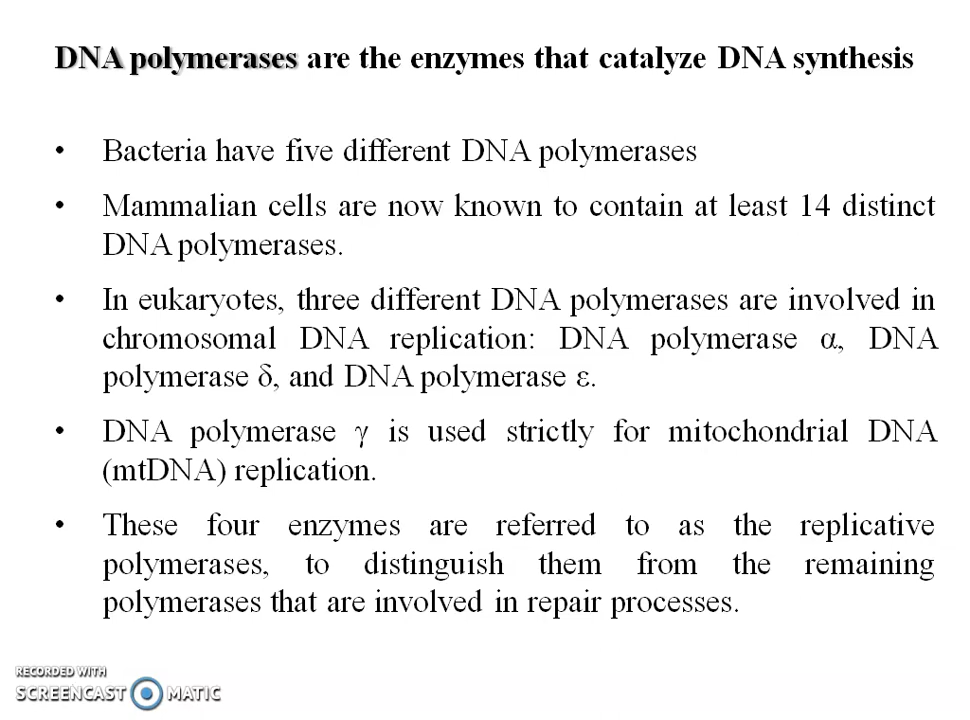 DNA polymerases are the enzymes that catalyze DNA synthesis
• Bacteria have five different DNA polymerases
• Mammalian cells are now known to contain at least 14 distinct
DNA polymerases.
• In eukaryotes, three different DNA polymerases are involved in
chromosomal DNA replication: DNA polymerase α, DNA
polymerase δ, and DNA polymerase ε.
• DNA polymerase γ is used strictly for mitochondrial DNA
(mtDNA) replication.
• These four enzymes are referred to as the replicative
polymerases, to distinguish them from the remaining
polymerases that are involved in repair processes.
RECORDED WITH
SCREENCAST MATIC